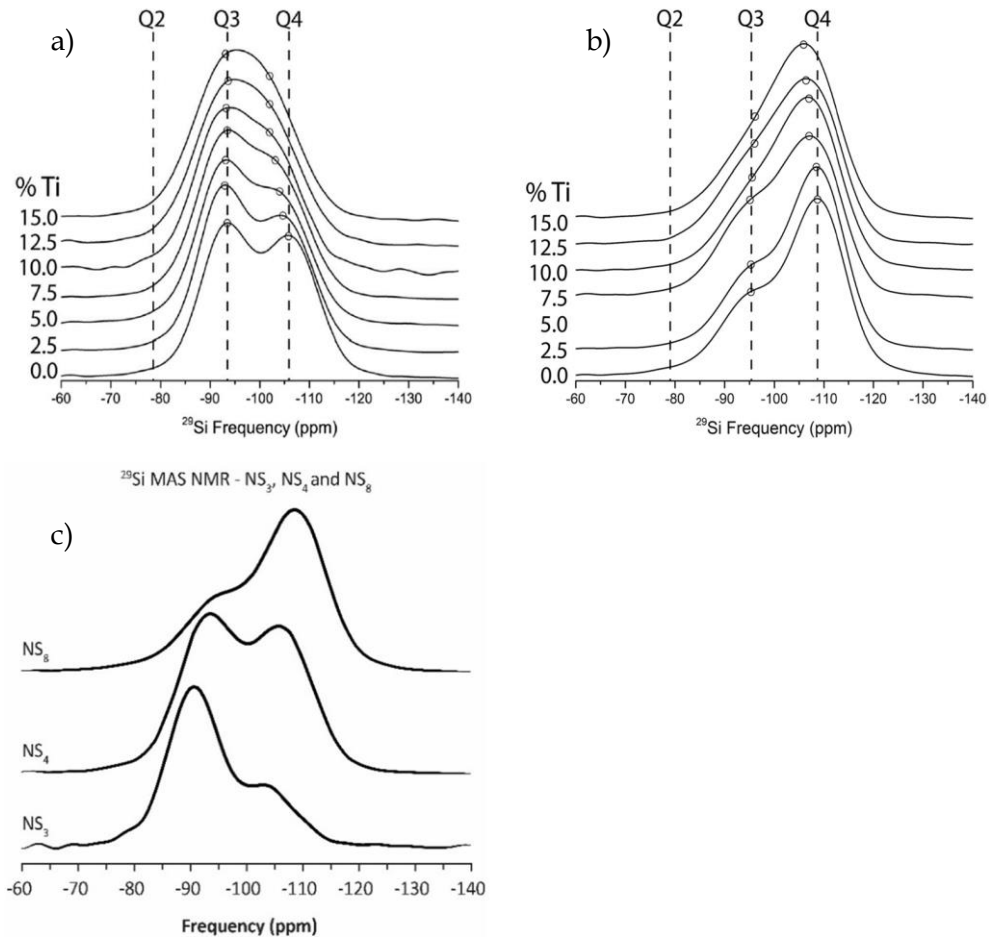 a)
Q2 Q3 Q4
% Ti
15.0
12.5
10.0
7.5
5.0
2.5
0.0
-60 -70 -80 -90 -100 -110 -120 -130 -140
²⁹Si Frequency (ppm)
b)
Q2 Q3 Q4
% Ti
15.0
12.5
10.0
7.5
5.0
2.5
0.0
-60 -70 -80 -90 -100 -110 -120 -130 -140
²⁹Si Frequency (ppm)
²⁹Si MAS NMR - NS₃, NS₄ and NS₈
c)
NS₈
NS₄
NS₃
-60 -70 -80 -90 -100 -110 -120 -130 -140
Frequency (ppm)